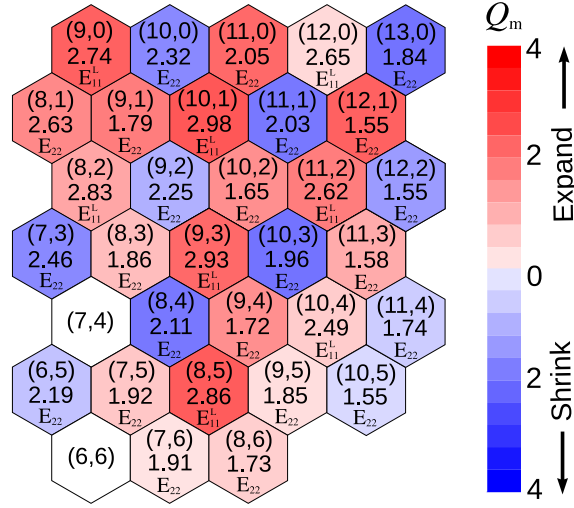 (9,0) (10,0) (11,0) (12,0) (13,0)
2.74 2.32 2.05 2.65 1.84
E₁₁ᴸ E₂₂ E₂₂ E₁₁ᴸ E₂₂
(8,1) (9,1) (10,1) (11,1) (12,1)
2.63 1.79 2.98 2.03 1.55
E₂₂ E₂₂ E₁₁ᴸ E₂₂ E₂₂
(8,2) (9,2) (10,2) (11,2) (12,2)
2.83 2.25 1.65 2.62 1.55
E₁₁ᴸ E₂₂ E₂₂ E₁₁ᴸ E₂₂
(7,3) (8,3) (9,3) (10,3) (11,3)
2.46 1.86 2.93 1.96 1.58
E₂₂ E₂₂ E₁₁ᴸ E₂₂ E₂₂
(7,4) (8,4) (9,4) (10,4) (11,4)
2.11 1.72 2.49 1.74
E₂₂ E₂₂ E₁₁ᴸ E₂₂
(6,5) (7,5) (8,5) (9,5) (10,5)
2.19 1.92 2.86 1.85 1.55
E₂₂ E₂₂ E₁₁ᴸ E₂₂ E₂₂
(6,6) (7,6) (8,6)
1.91 1.73
E₂₂ E₂₂
Qₘ
4
2
0
2
4
Expand
Shrink